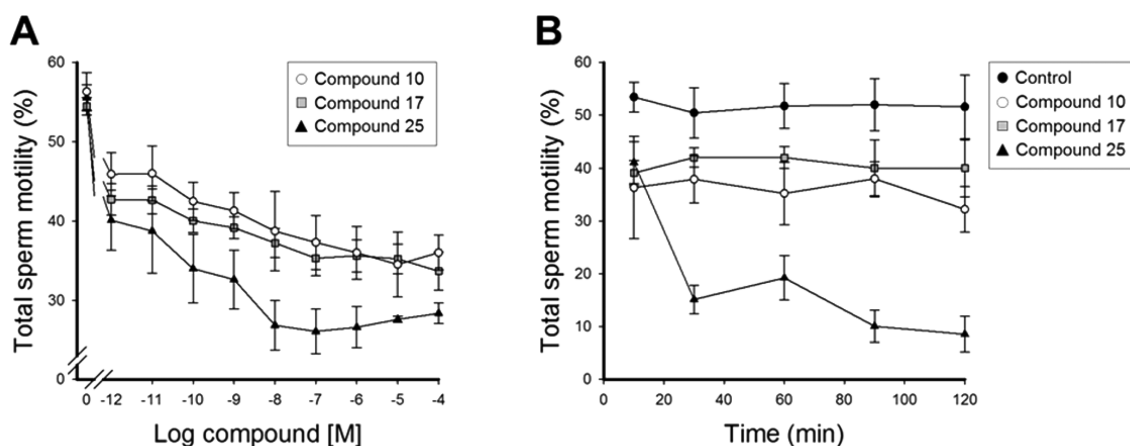 A
B
Total sperm motility (%)
60
50
40
30
0
0 -12 -11 -10 -9 -8 -7 -6 -5 -4
Log compound [M]
Compound 10
Compound 17
Compound 25
Total sperm motility (%)
60
50
40
30
20
10
0
0 20 40 60 80 100 120
Time (min)
Control
Compound 10
Compound 17
Compound 25